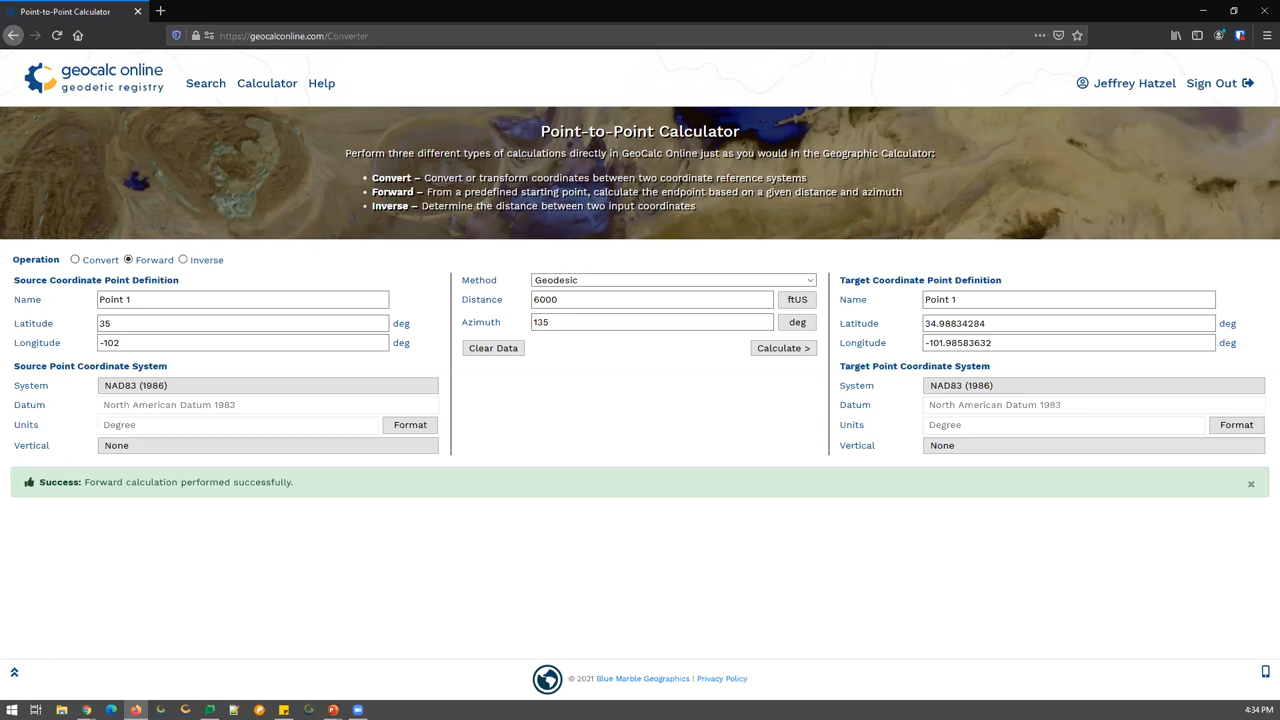 Point-to-Point Calculator
https://geocalconline.com/Converter
geocalc online
geodetic registry
Search Calculator Help
Jeffrey Hatzel Sign Out
Point-to-Point Calculator
Perform three different types of calculations directly in GeoCalc Online just as you would in the Geographic Calculator:
• Convert – Convert or transform coordinates between two coordinate reference systems
• Forward – From a predefined starting point, calculate the endpoint based on a given distance and azimuth
• Inverse – Determine the distance between two input coordinates
Operation Convert Forward Inverse
Source Coordinate Point Definition
Name Point 1
Latitude 35 deg
Longitude -102 deg
Source Point Coordinate System
System NAD83 (1986)
Datum North American Datum 1983
Units Degree Format
Vertical None
Method Geodesic
Distance 6000 ftUS
Azimuth 135 deg
Clear Data Calculate >
Target Coordinate Point Definition
Name Point 1
Latitude 34.98834284 deg
Longitude -101.98583632 deg
Target Point Coordinate System
System NAD83 (1986)
Datum North American Datum 1983
Units Degree Format
Vertical None
Success: Forward calculation performed successfully. ×
© 2021 Blue Marble Geographics | Privacy Policy
4:34 PM